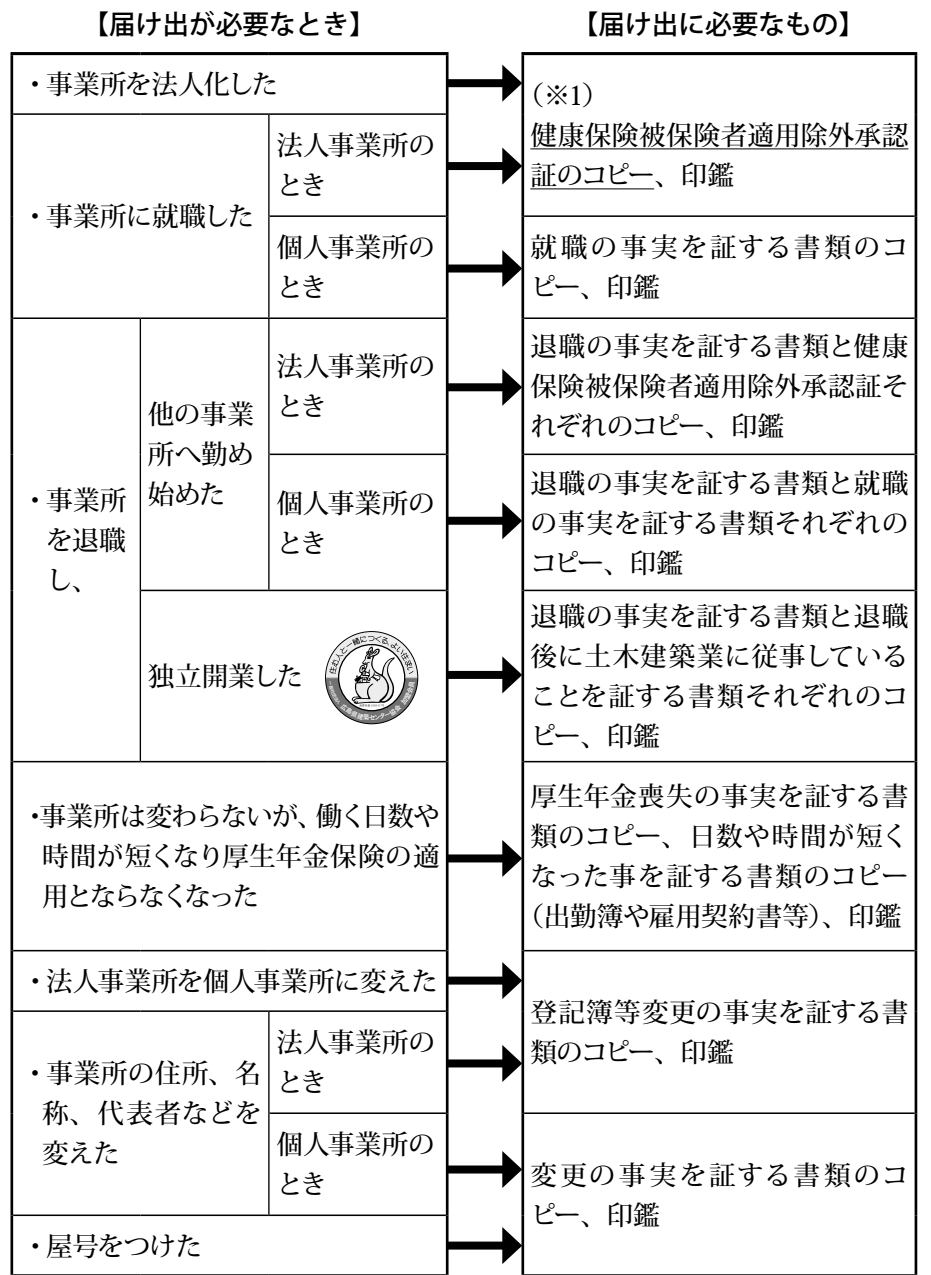 【届け出が必要なとき】
【届け出に必要なもの】
・事業所を法人化した
(※1)
健康保険被保険者適用除外承認
証のコピー、印鑑
・事業所に就職した
法人事業所の
とき
個人事業所の
とき
就職の事実を証する書類のコ
ピー、印鑑
・事業所
を退職
し、
他の事業
所へ勤め
始めた
法人事業所の
とき
退職の事実を証する書類と健康
保険被保険者適用除外承認証そ
れぞれのコピー、印鑑
個人事業所の
とき
退職の事実を証する書類と就職
の事実を証する書類それぞれの
コピー、印鑑
独立開業した
住む人と一緒につくる、よい住まい
退職の事実を証する書類と退職
後に土木建築業に従事している
ことを証する書類それぞれのコ
ピー、印鑑
・事業所は変わらないが、働く日数や
時間が短くなり厚生年金保険の適
用とならなくなった
厚生年金喪失の事実を証する書
類のコピー、日数や時間が短く
なった事を証する書類のコピー
(出勤簿や雇用契約書等)、印鑑
・法人事業所を個人事業所に変えた
登記簿等変更の事実を証する書
類のコピー、印鑑
・事業所の住所、名
称、代表者などを
変えた
法人事業所の
とき
個人事業所の
とき
変更の事実を証する書類のコ
ピー、印鑑
・屋号をつけた